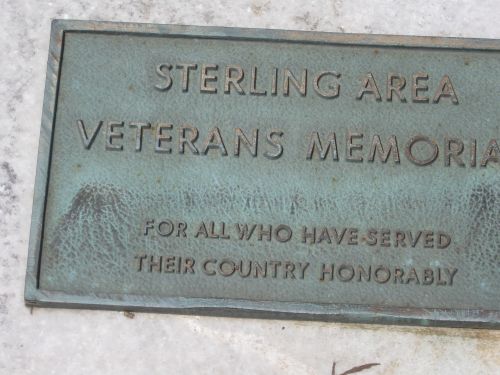 STERLING AREA
VETERANS MEMORIA
FOR ALL WHO HAVE SERVED
THEIR COUNTRY HONORABLY